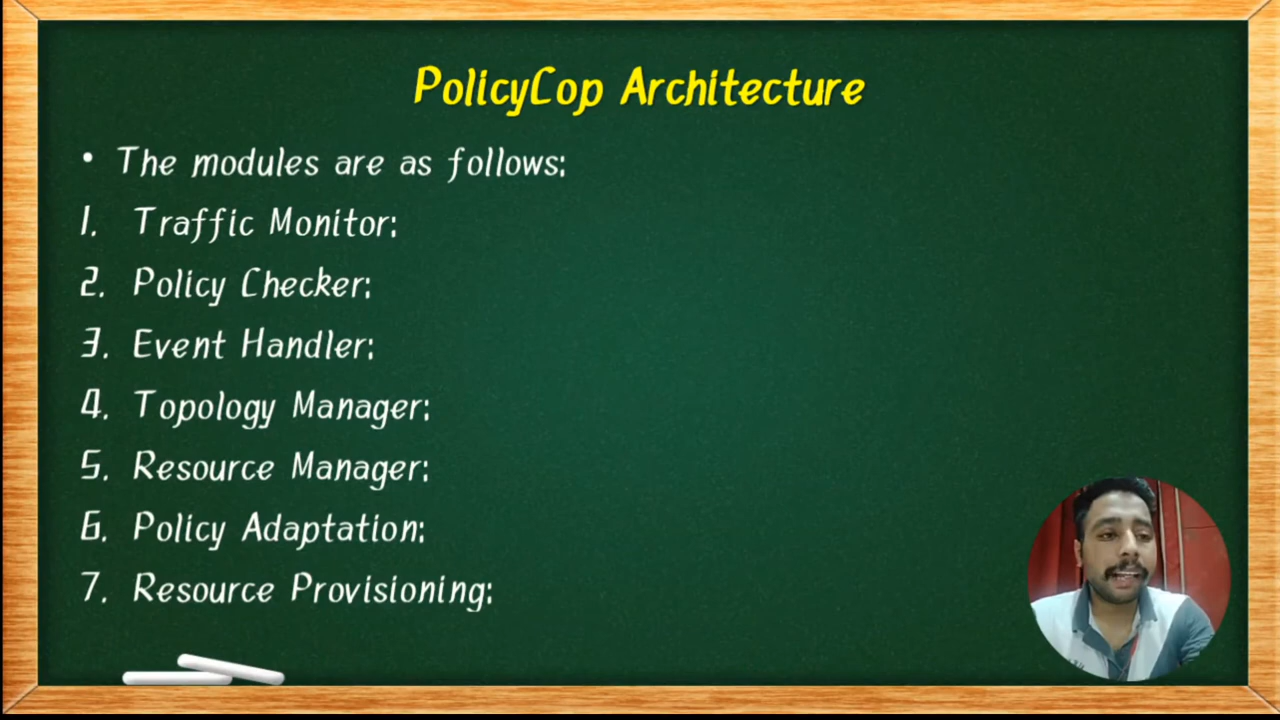 PolicyCop Architecture
• The modules are as follows:
1. Traffic Monitor:
2. Policy Checker:
3. Event Handler:
4. Topology Manager:
5. Resource Manager:
6. Policy Adaptation:
7. Resource Provisioning: